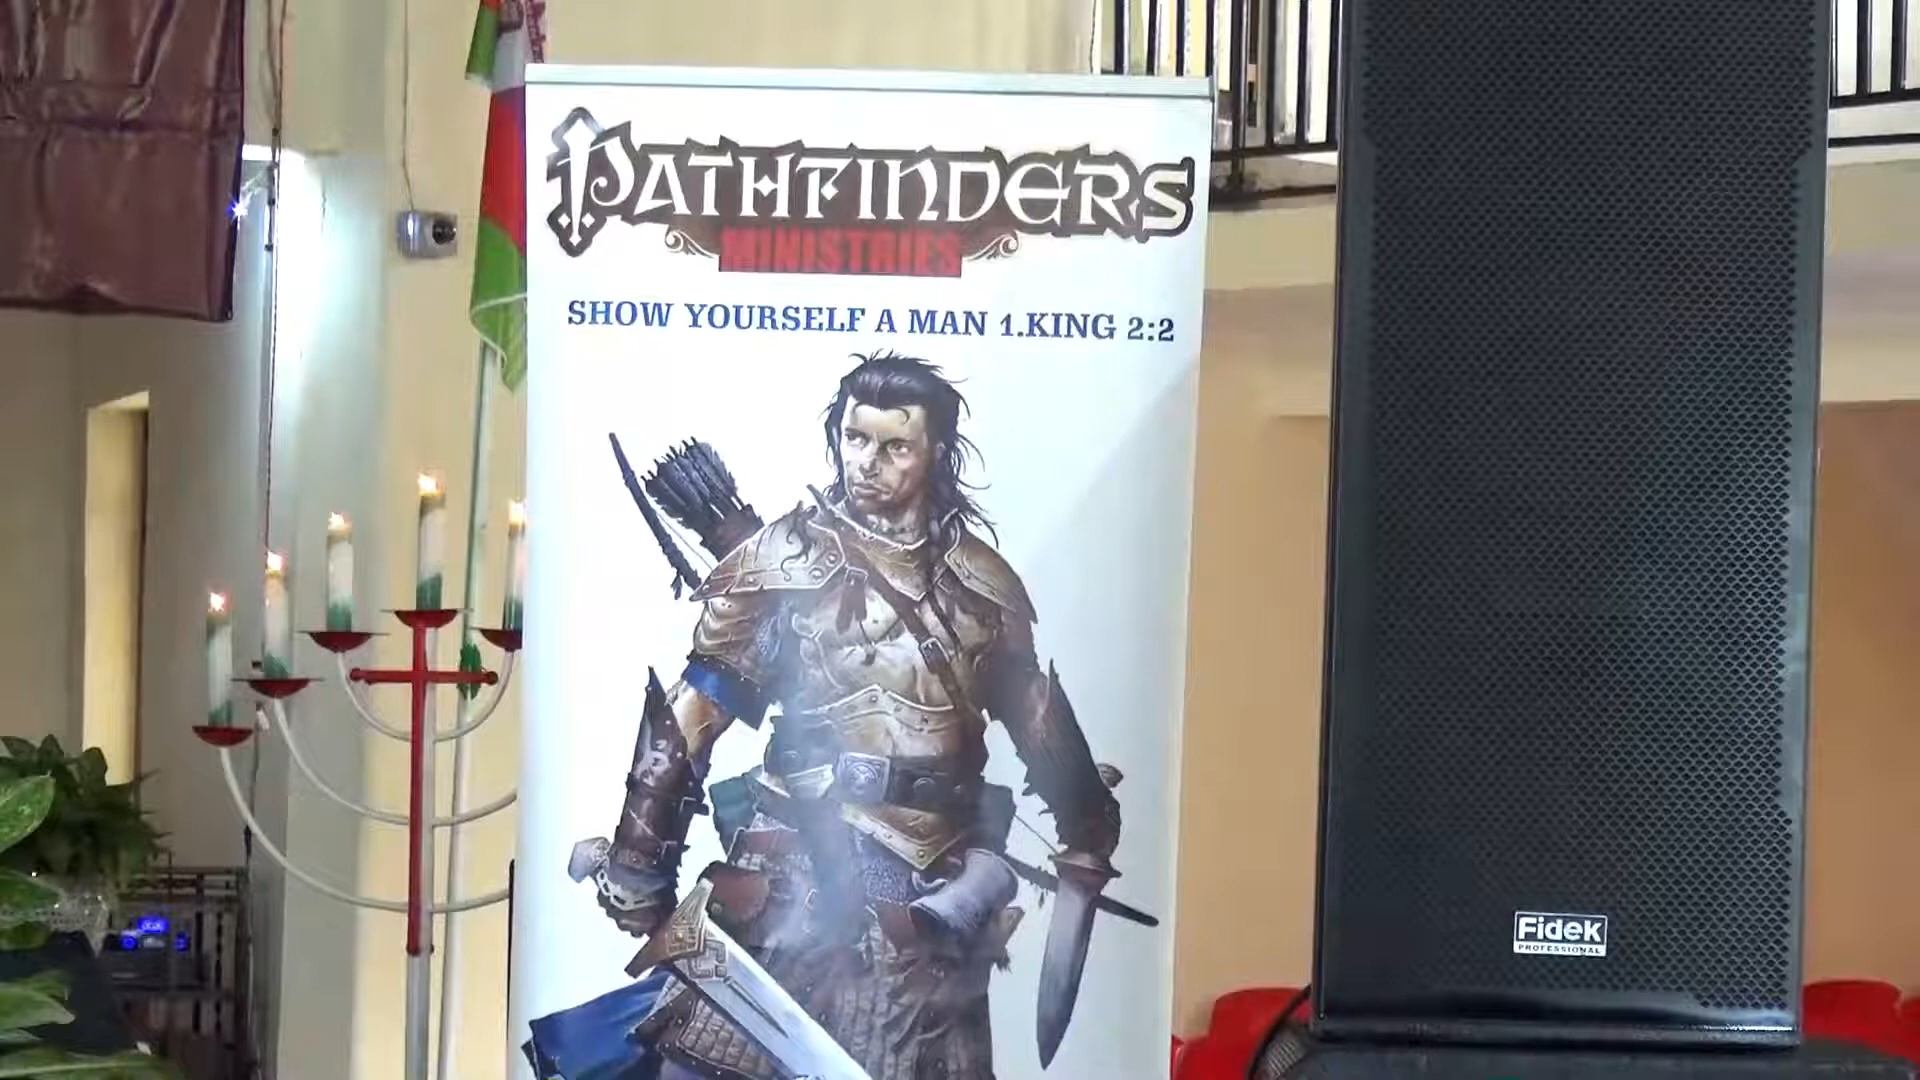 PATHFINDERS
MINISTRIES
SHOW YOURSELF A MAN 1.KING 2:2
Fidek
PROFESSIONAL